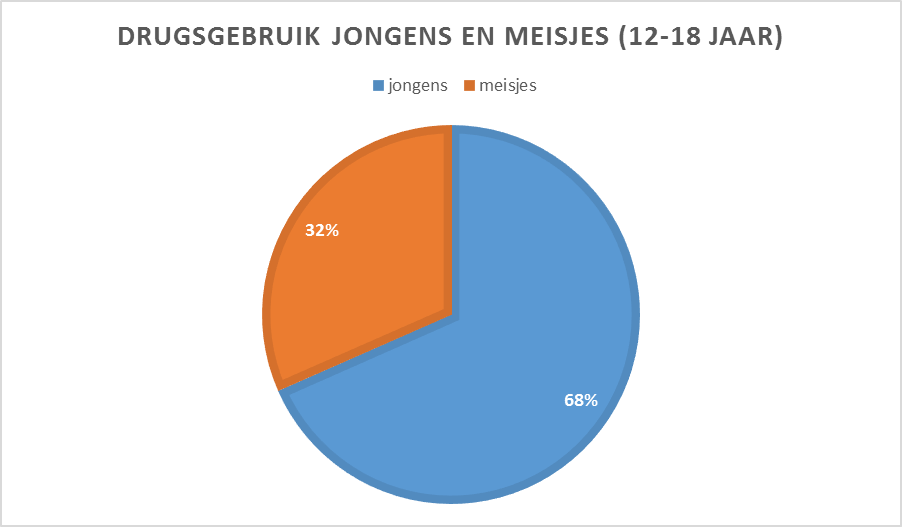 DRUGSGEBRUIK JONGENS EN MEISJES (12-18 JAAR)
jongens meisjes
32%
68%